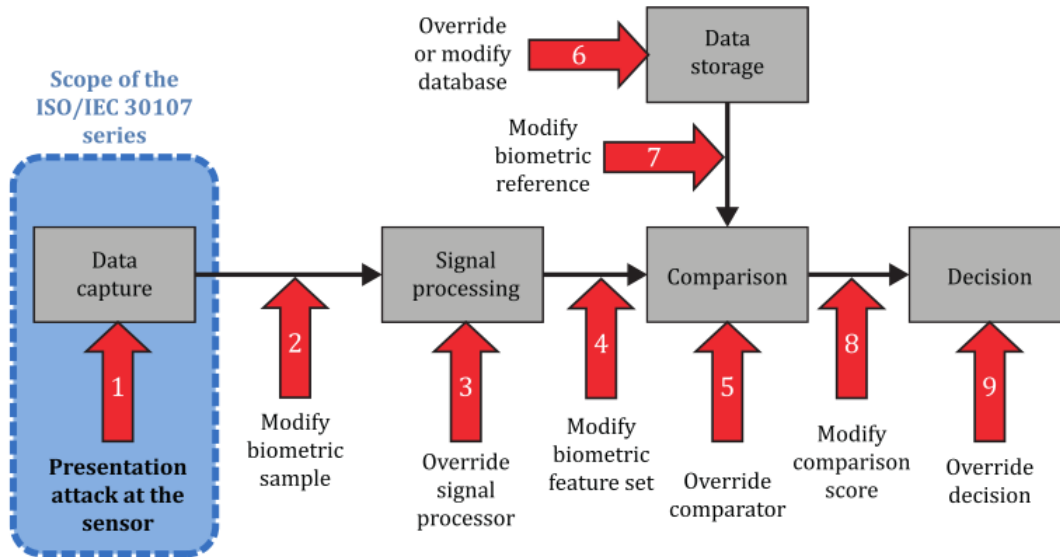 Override
or modify
database
6
Data
storage
Scope of the
ISO/IEC 30107
series
Modify
biometric
reference
7
Data
capture
Signal
processing
Comparison
Decision
1
2
3
4
5
8
9
Presentation
attack at the
sensor
Modify
biometric
sample
Override
signal
processor
Modify
biometric
feature set
Override
comparator
Modify
comparison
score
Override
decision